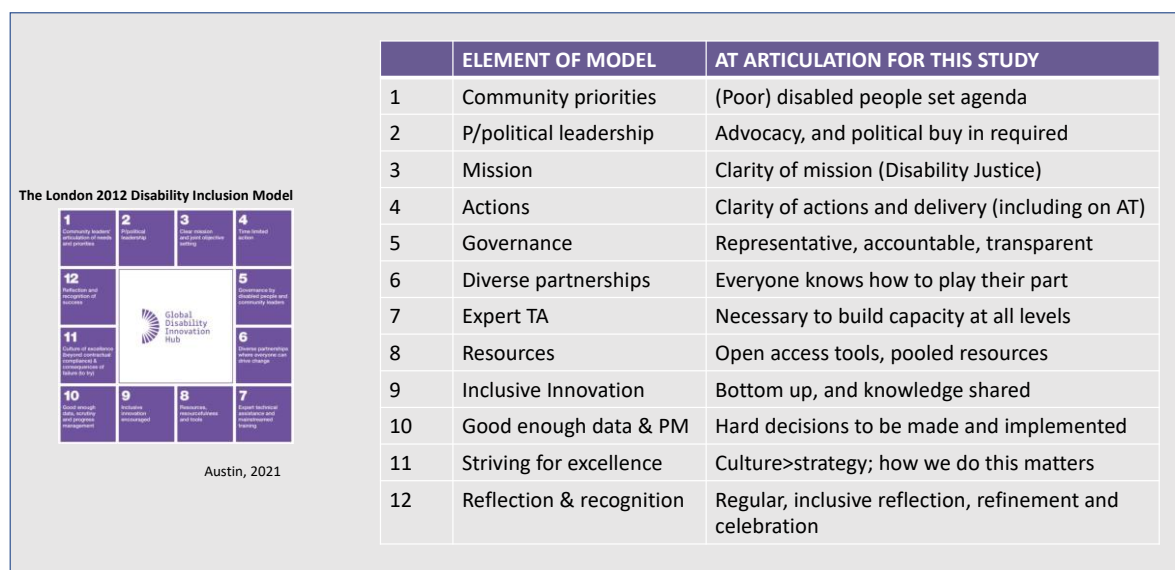 The London 2012 Disability Inclusion Model
1
Community leaders'
articulation of needs
and priorities
2
P/political
leadership
3
Clear mission
and joint objective
setting
4
Time limited
action
12
Reflection and
recognition of
success
5
Governance by
disabled people and
community leaders
Global
Disability
Innovation
Hub
11
Culture of excellence
(beyond contractual
compliance) &
consequences of
failure (to try)
6
Diverse partnerships
where everyone can
drive change
10
Good enough
data, scrutiny
and progress
management
9
Inclusive
innovation
encouraged
8
Resources,
resourcefulness
and tools
7
Expert technical
assistance and
mainstreamed
training
Austin, 2021
ELEMENT OF MODEL AT ARTICULATION FOR THIS STUDY
1 Community priorities (Poor) disabled people set agenda
2 P/political leadership Advocacy, and political buy in required
3 Mission Clarity of mission (Disability Justice)
4 Actions Clarity of actions and delivery (including on AT)
5 Governance Representative, accountable, transparent
6 Diverse partnerships Everyone knows how to play their part
7 Expert TA Necessary to build capacity at all levels
8 Resources Open access tools, pooled resources
9 Inclusive Innovation Bottom up, and knowledge shared
10 Good enough data & PM Hard decisions to be made and implemented
11 Striving for excellence Culture>strategy; how we do this matters
12 Reflection & recognition Regular, inclusive reflection, refinement and
celebration